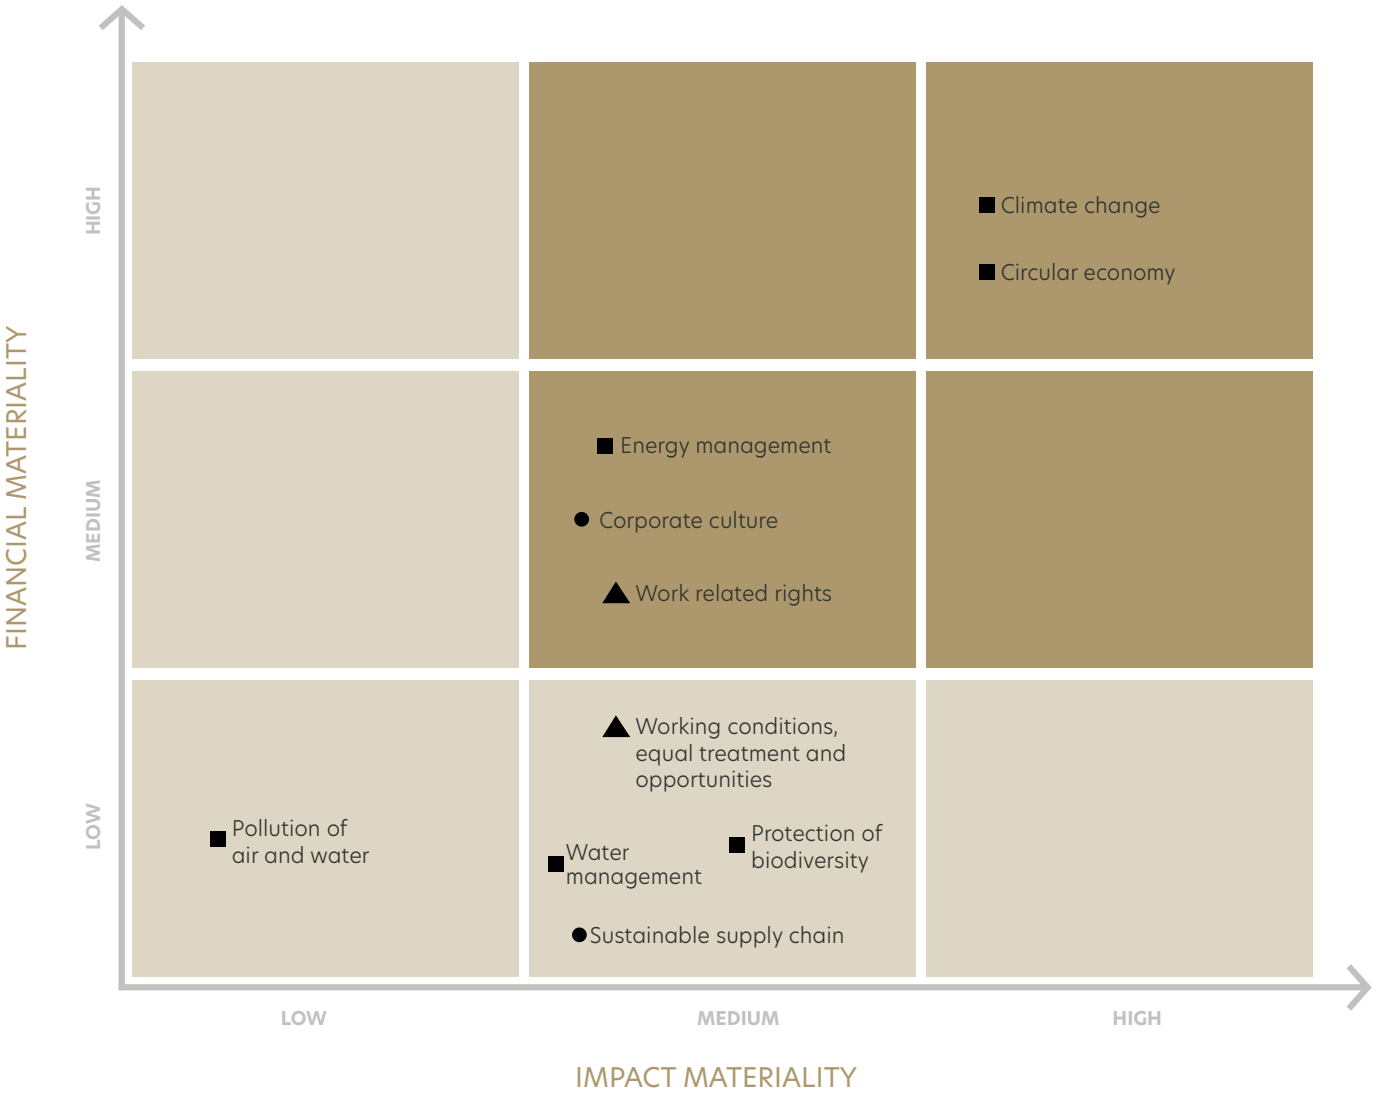 FINANCIAL MATERIALITY
HIGH
Climate change
Circular economy
MEDIUM
Energy management
Corporate culture
Work related rights
LOW
Pollution of
air and water
Working conditions,
equal treatment and
opportunities
Water
management
Protection of
biodiversity
Sustainable supply chain
LOW
MEDIUM
HIGH
IMPACT MATERIALITY